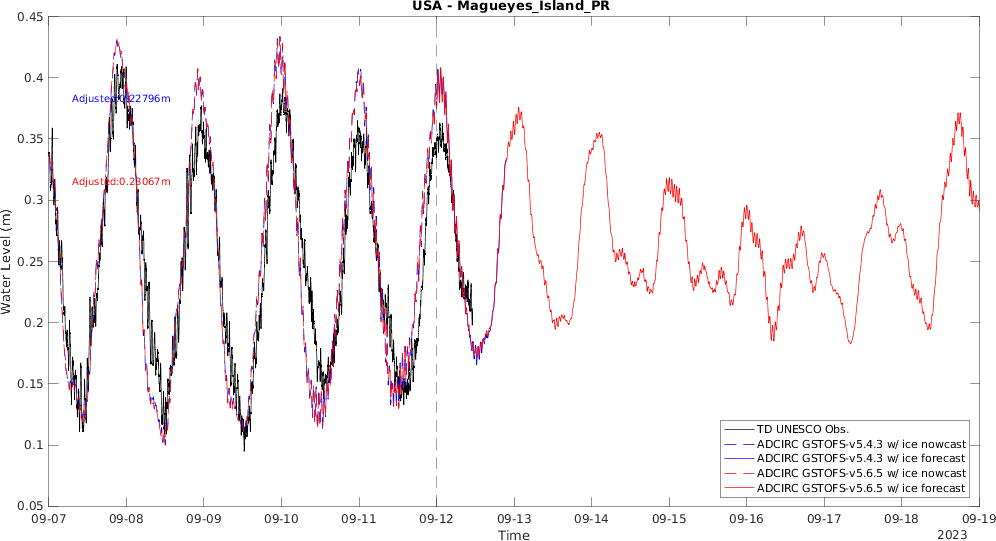 USA - Magueyes_Island_PR
0.45
0.4
Adjusted:0.22796m
0.35
Adjusted:0.23067m
0.3
0.25
0.2
0.15
0.1
0.05
Water Level (m)
TD UNESCO Obs.
ADCIRC GSTOFS-v5.4.3 w/ ice nowcast
ADCIRC GSTOFS-v5.4.3 w/ ice forecast
ADCIRC GSTOFS-v5.6.5 w/ ice nowcast
ADCIRC GSTOFS-v5.6.5 w/ ice forecast
09-07 09-08 09-09 09-10 09-11 09-12 09-13 09-14 09-15 09-16 09-17 09-18 09-19
Time
2023